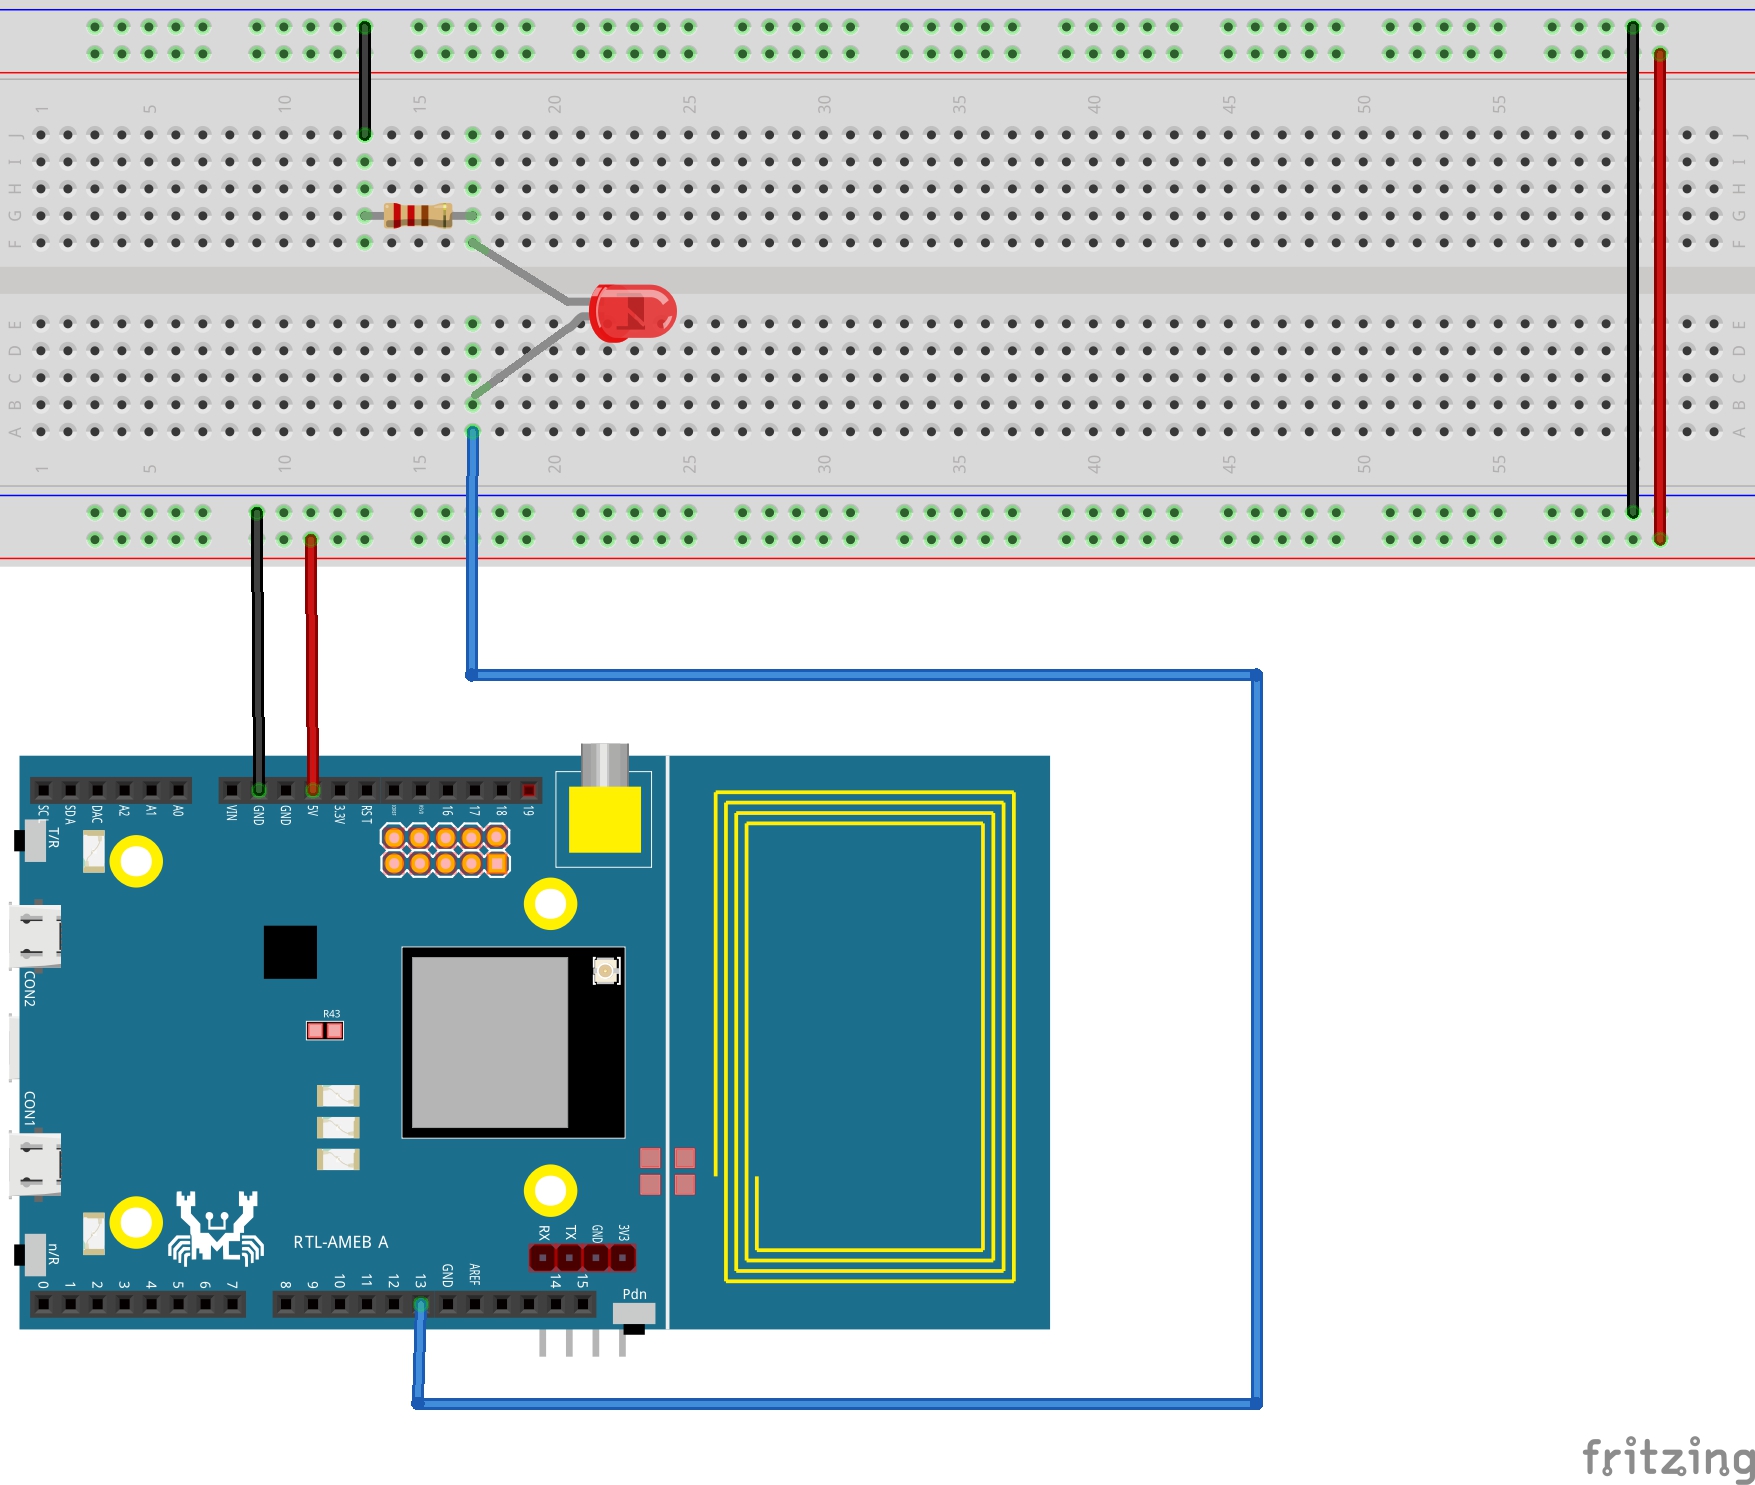 1 5 10 15 20 25 30 35 40 45 50 55
J J
I I
H H
G G
F F
E E
D D
C C
B B
A A
1 5 10 15 20 25 30 35 40 45 50 55
SCL SDA DAC A2 A1 A0 VIN GND GND 5V 3.3V RST 16 17 18 19
T/R
CON2
R43
CON1
RTL-AMEB A
RX TX GND 3V3
n/R
0 1 2 3 4 5 6 7 8 9 10 11 12 13 GND AREF 14 15
Pdn
fritzing